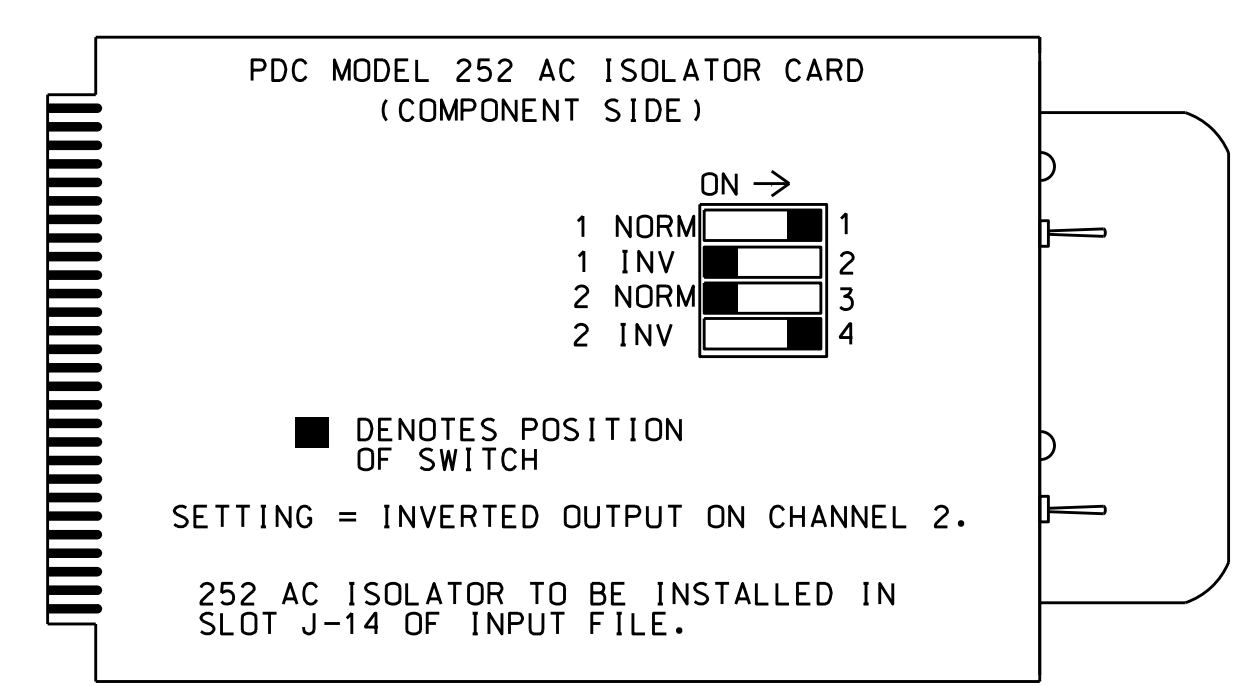 PDC MODEL 252 AC ISOLATOR CARD
(COMPONENT SIDE)
ON →
1 NORM 1
1 INV 2
2 NORM 3
2 INV 4
DENOTES POSITION
OF SWITCH
SETTING = INVERTED OUTPUT ON CHANNEL 2.
252 AC ISOLATOR TO BE INSTALLED IN
SLOT J-14 OF INPUT FILE.